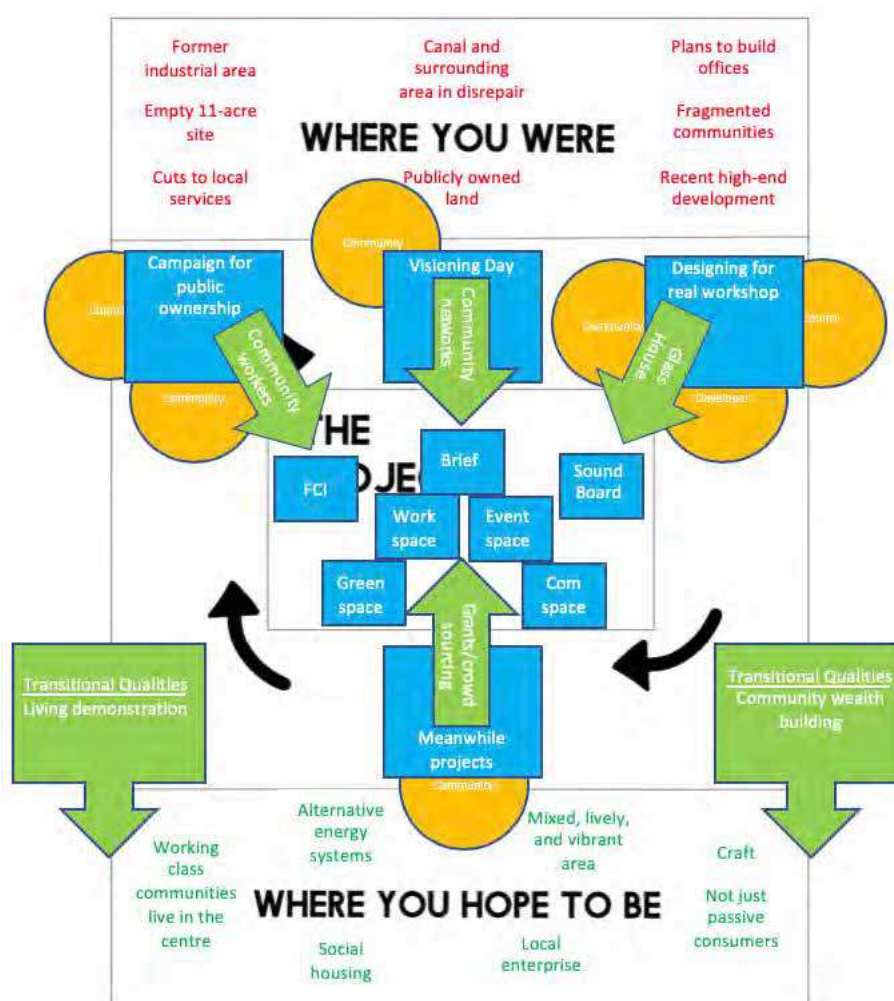 Former
industrial area
Canal and
surrounding
area in disrepair
Plans to build
offices
Empty 11-acre
site
Fragmented
communities
WHERE YOU WERE
Cuts to local
services
Publicly owned
land
Recent high-end
development
Community
Campaign for
public
ownership
Visioning Day
Designing for
real workshop
Community
workers
Community
networks
Glass
House
Community
Community
Developer
THE
FCI
Brief
Sound
Board
Work
space
Event
space
Green
space
Com
space
Grants/crowd
sourcing
Transitional Qualities
Living demonstration
Transitional Qualities
Community wealth
building
Meanwhile
projects
Community
Alternative
energy
systems
Mixed, lively,
and vibrant
area
Working
class
communities
live in the
centre
Craft
WHERE YOU HOPE TO BE
Not just
passive
consumers
Social
housing
Local
enterprise